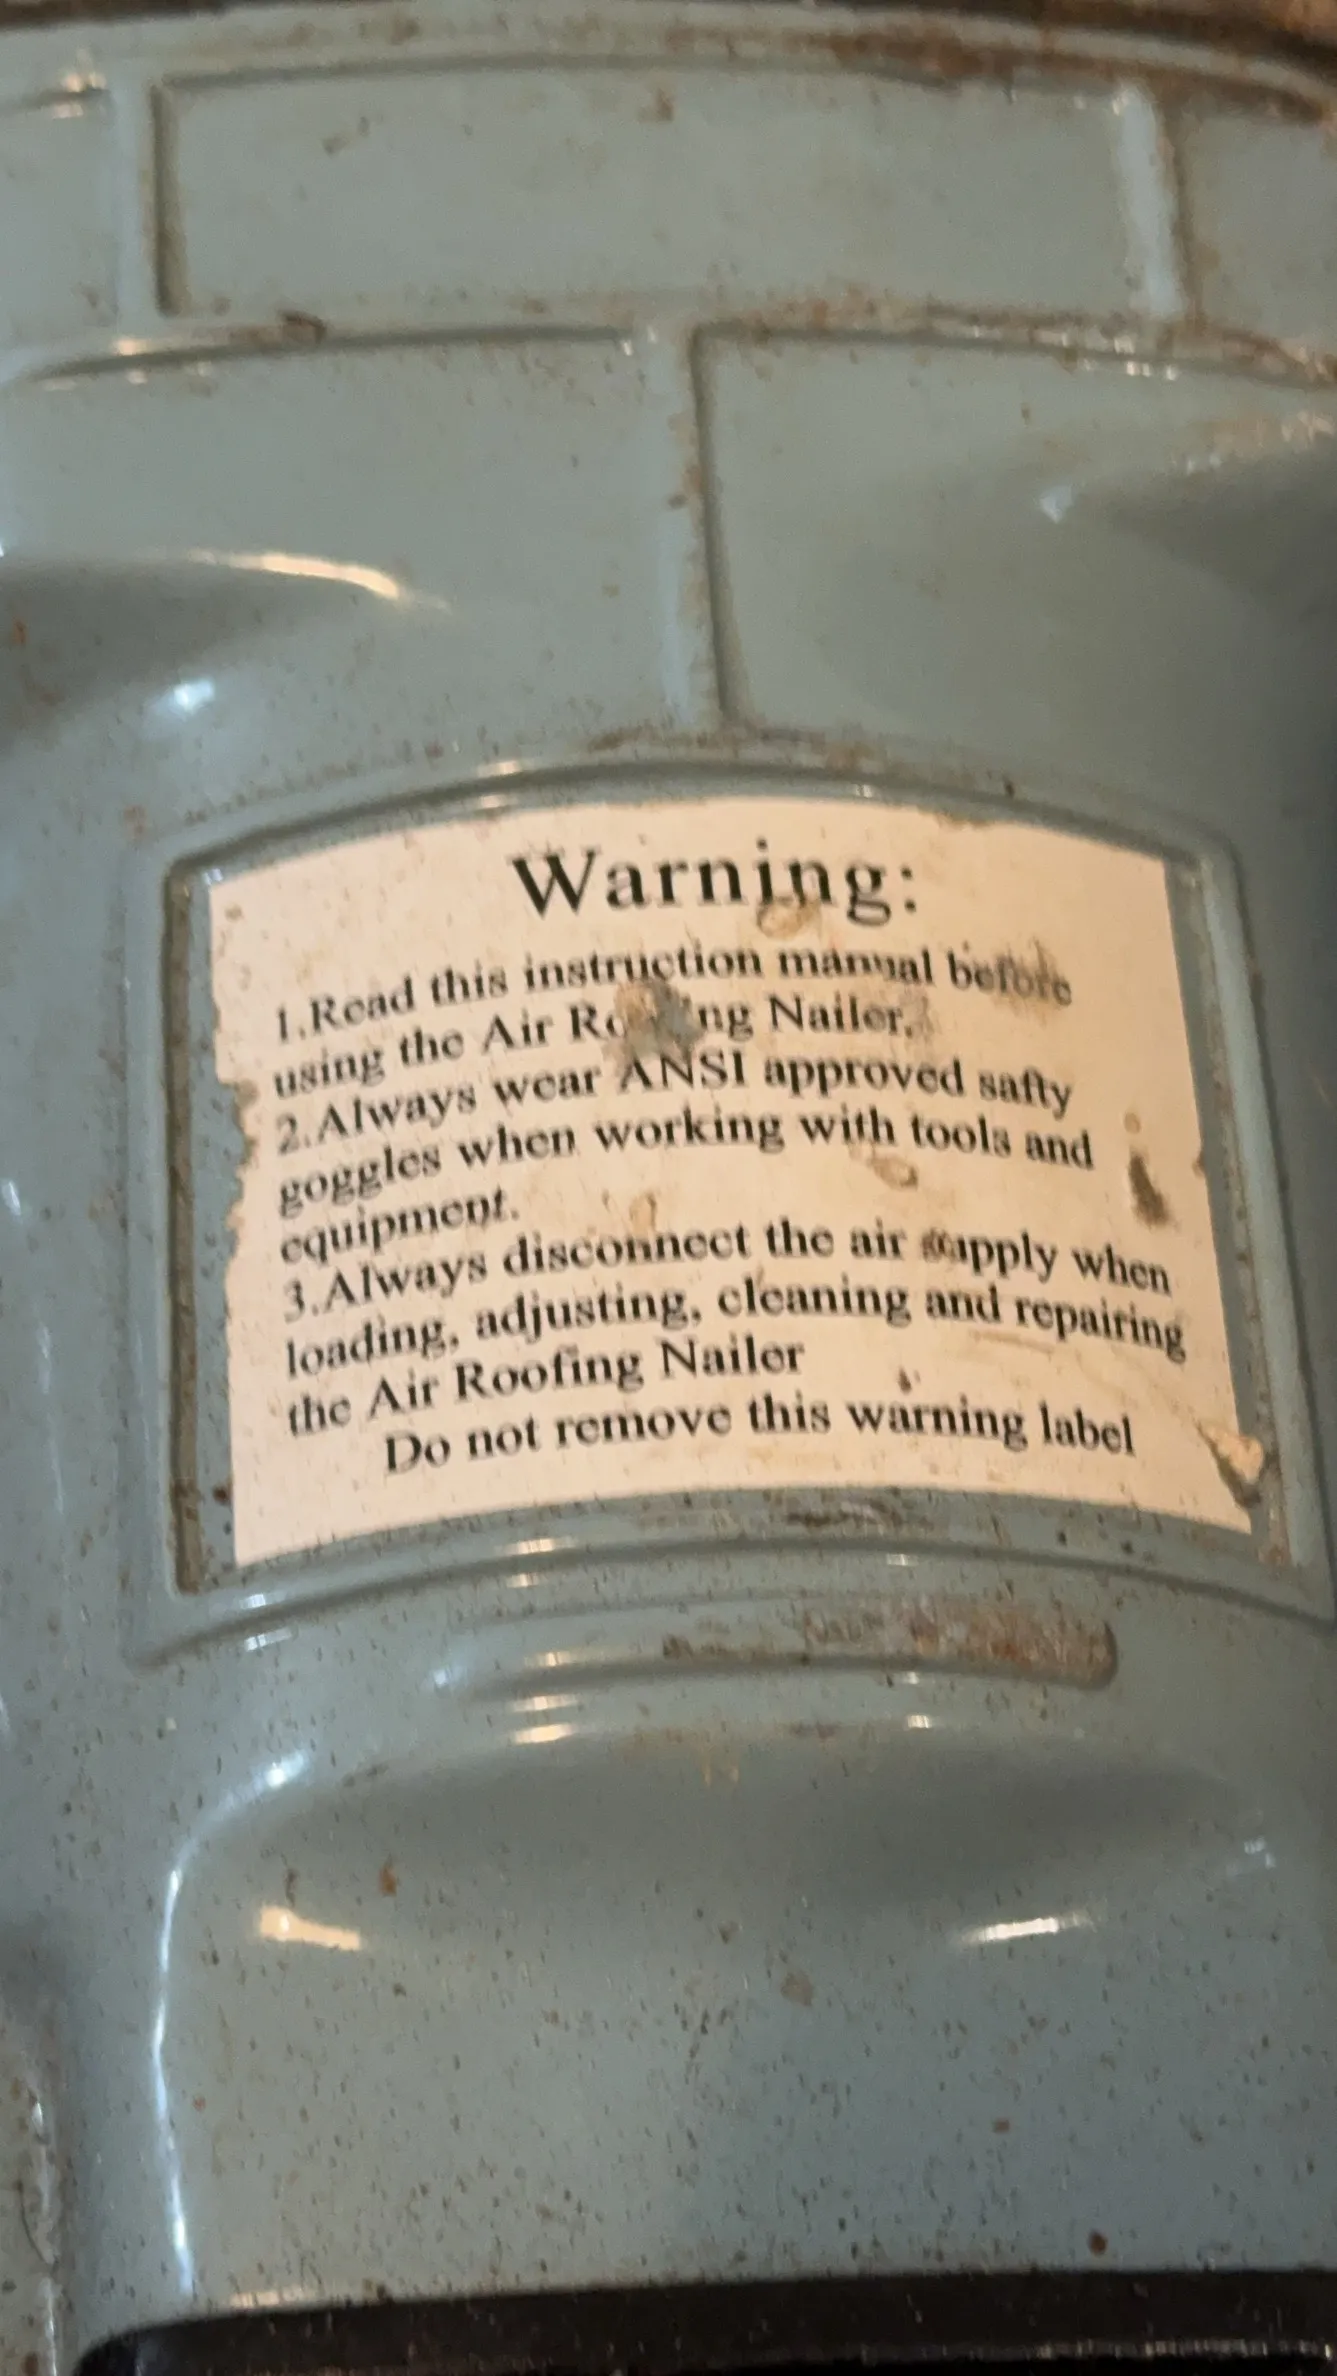 Warning:
1.Read this instruction manual before
using the Air Roofing Nailer.
2.Always wear ANSI approved safty
goggles when working with tools and
equipment.
3.Always disconnect the air supply when
loading, adjusting, cleaning and repairing
the Air Roofing Nailer
Do not remove this warning label